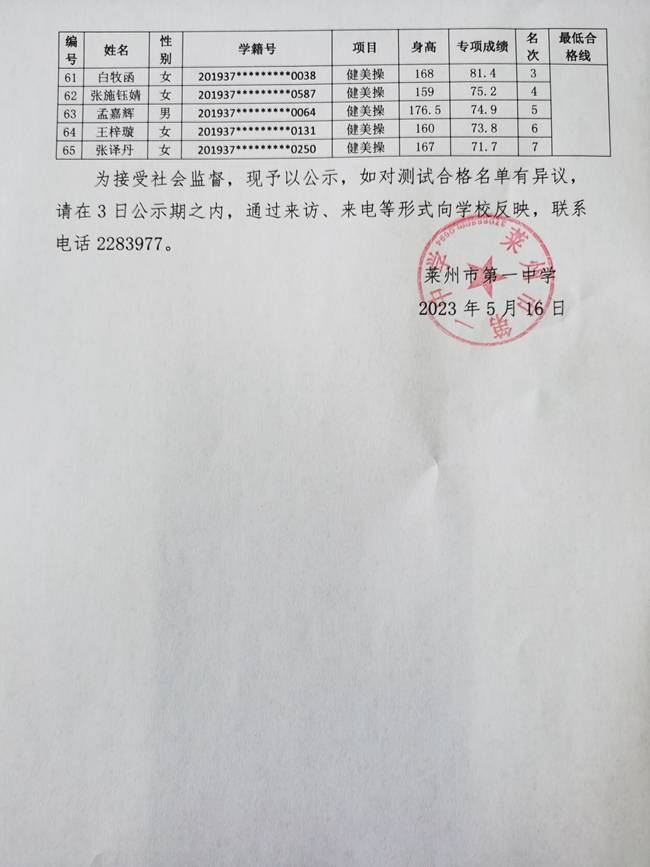 编号 姓名 性别 学籍号 项目 身高 专项成绩 名次 最低合格线
61 白牧函 女 201937*********0038 健美操 168 81.4 3
62 张施钰婧 女 201937*********0587 健美操 159 75.2 4
63 孟嘉辉 男 201937*********0064 健美操 176.5 74.9 5
64 王梓璇 女 201937*********0131 健美操 160 73.8 6
65 张译丹 女 201937*********0250 健美操 167 71.7 7
为接受社会监督，现予以公示，如对测试合格名单有异议，
请在3日公示期之内，通过来访、来电等形式向学校反映，联系
电话2283977。
莱州市第一中学
莱州市第一中学
2023年5月16日